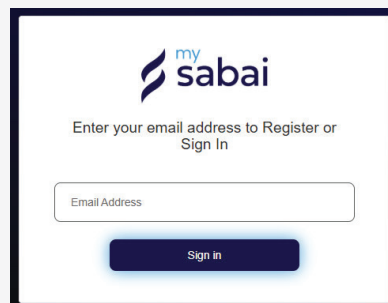 my
sabai
Enter your email address to Register or
Sign In
Email Address
Sign in